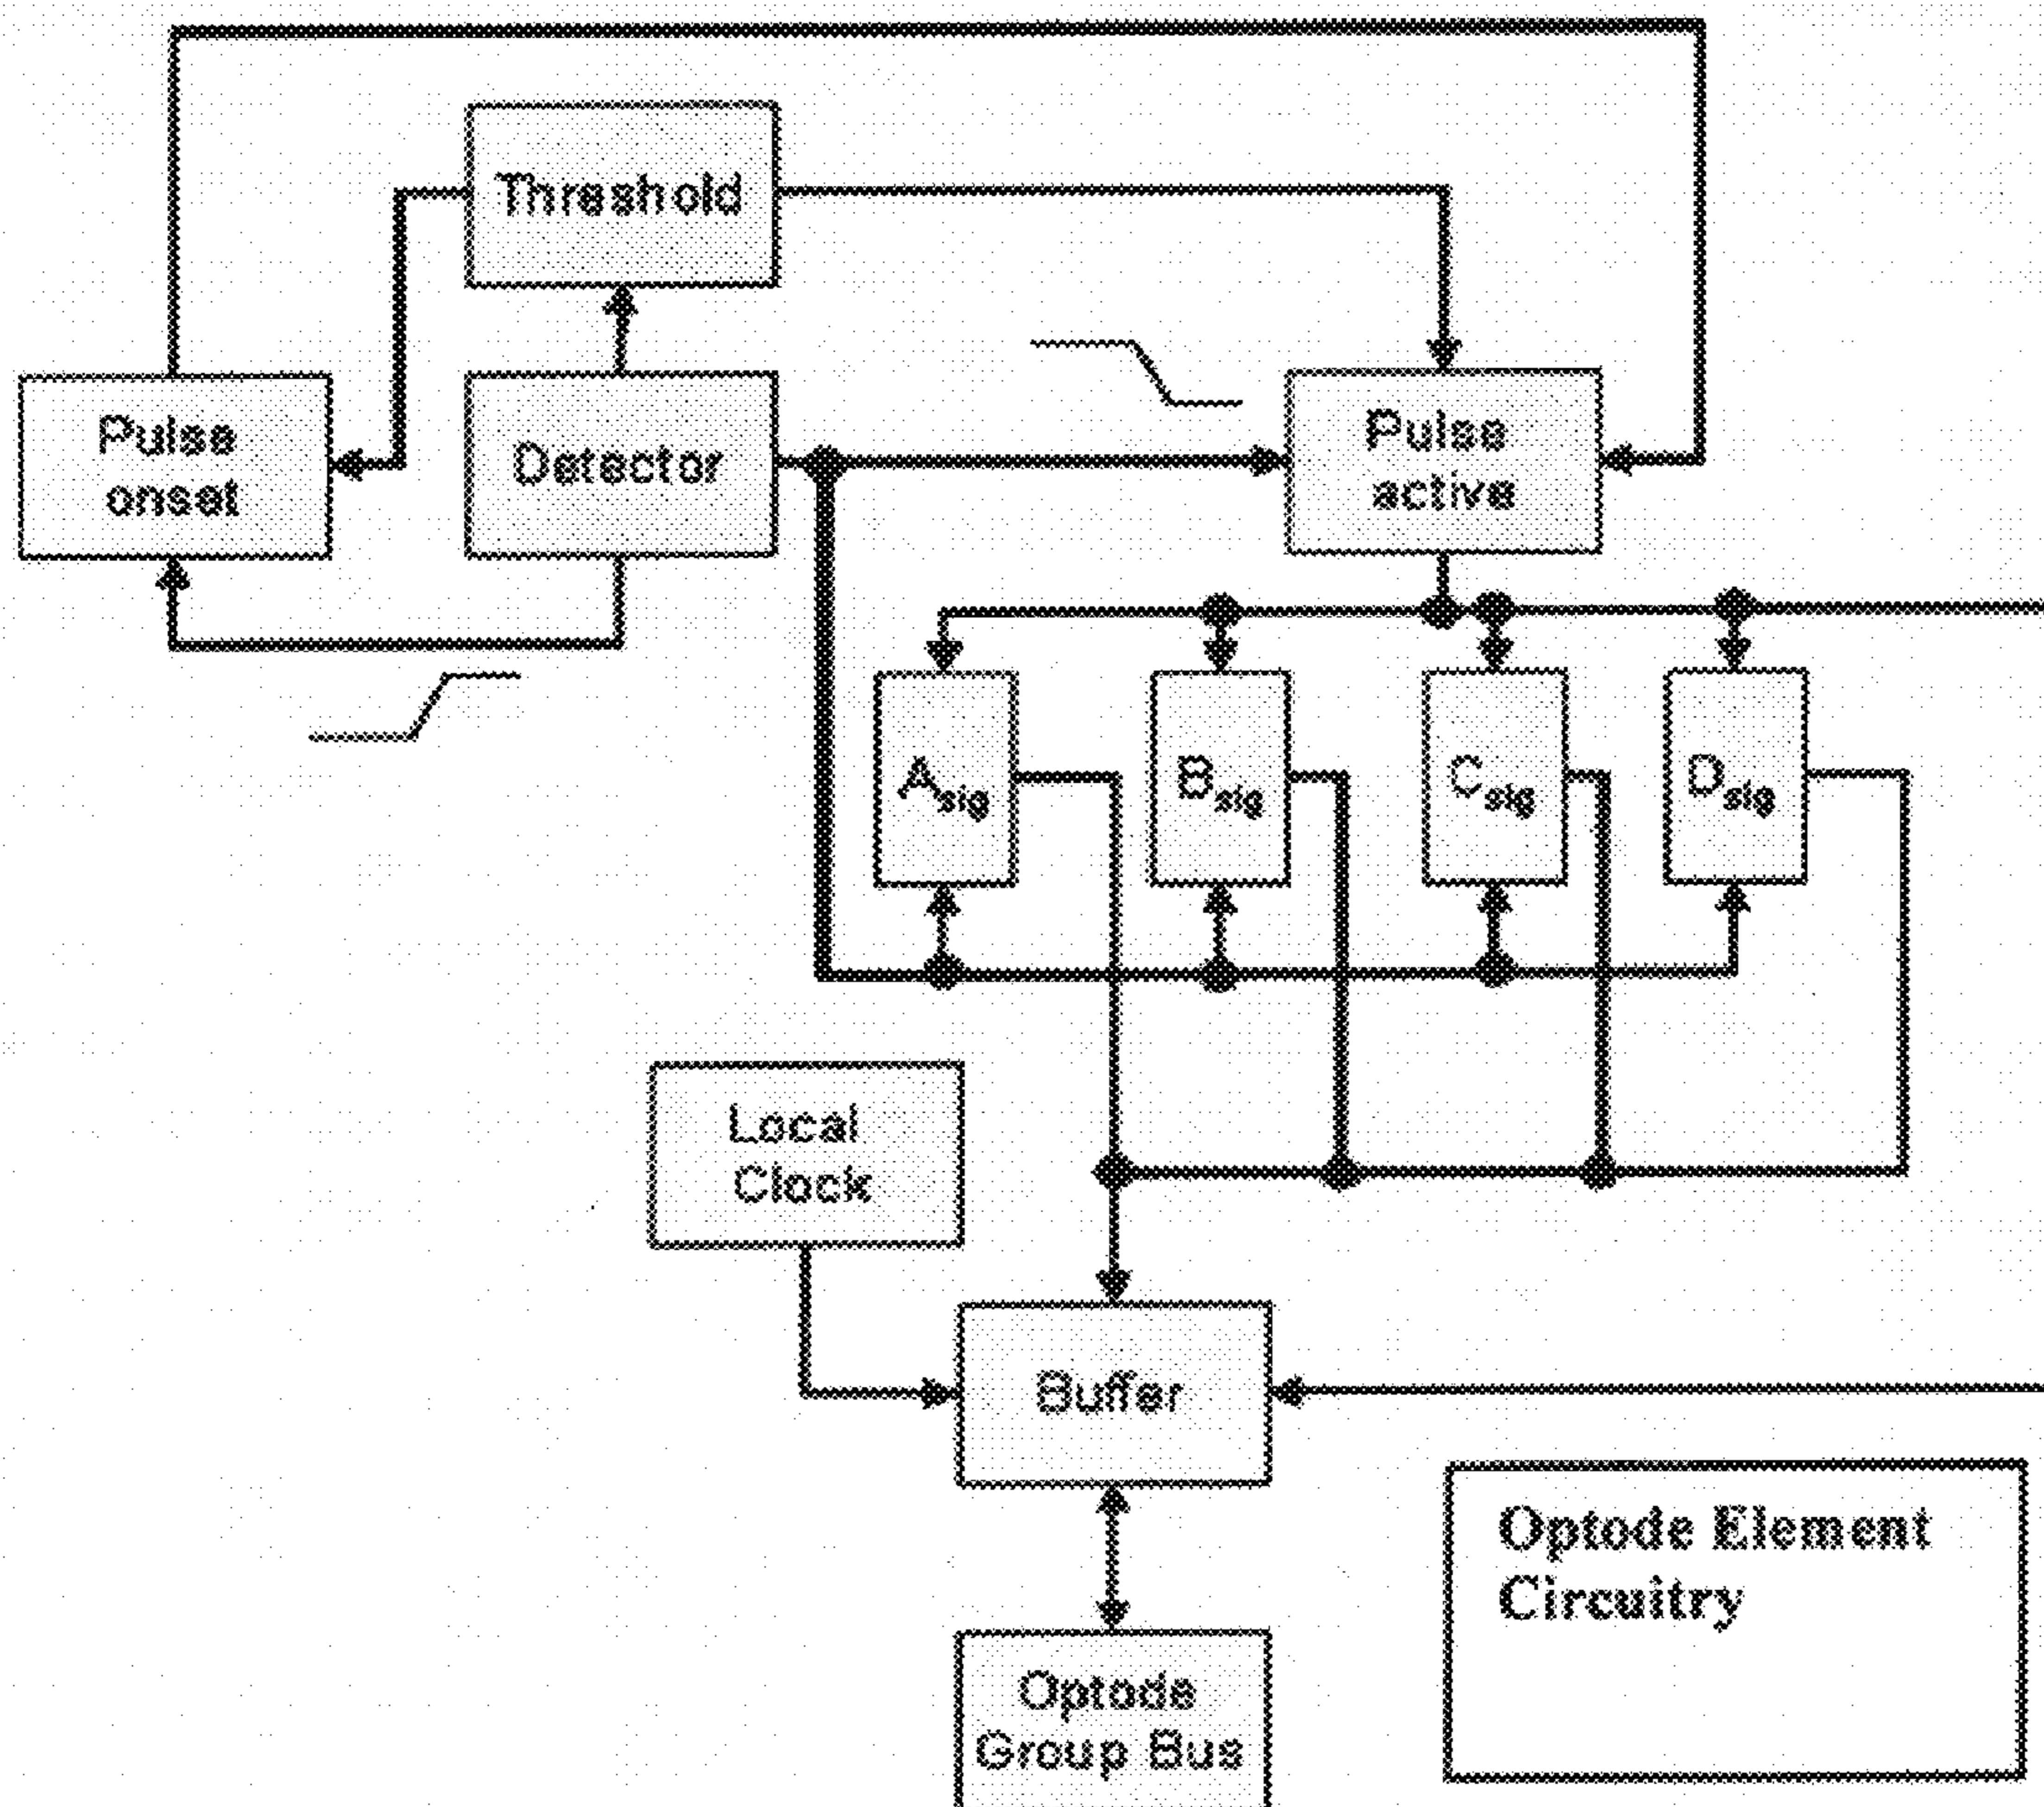 Threshold
Pulse
onset
Detector
Pulse
active
Asig
Bsig
Csig
Dsig
Local
Clock
Buffer
Optode Element
Circuitry
Optode
Group Bus